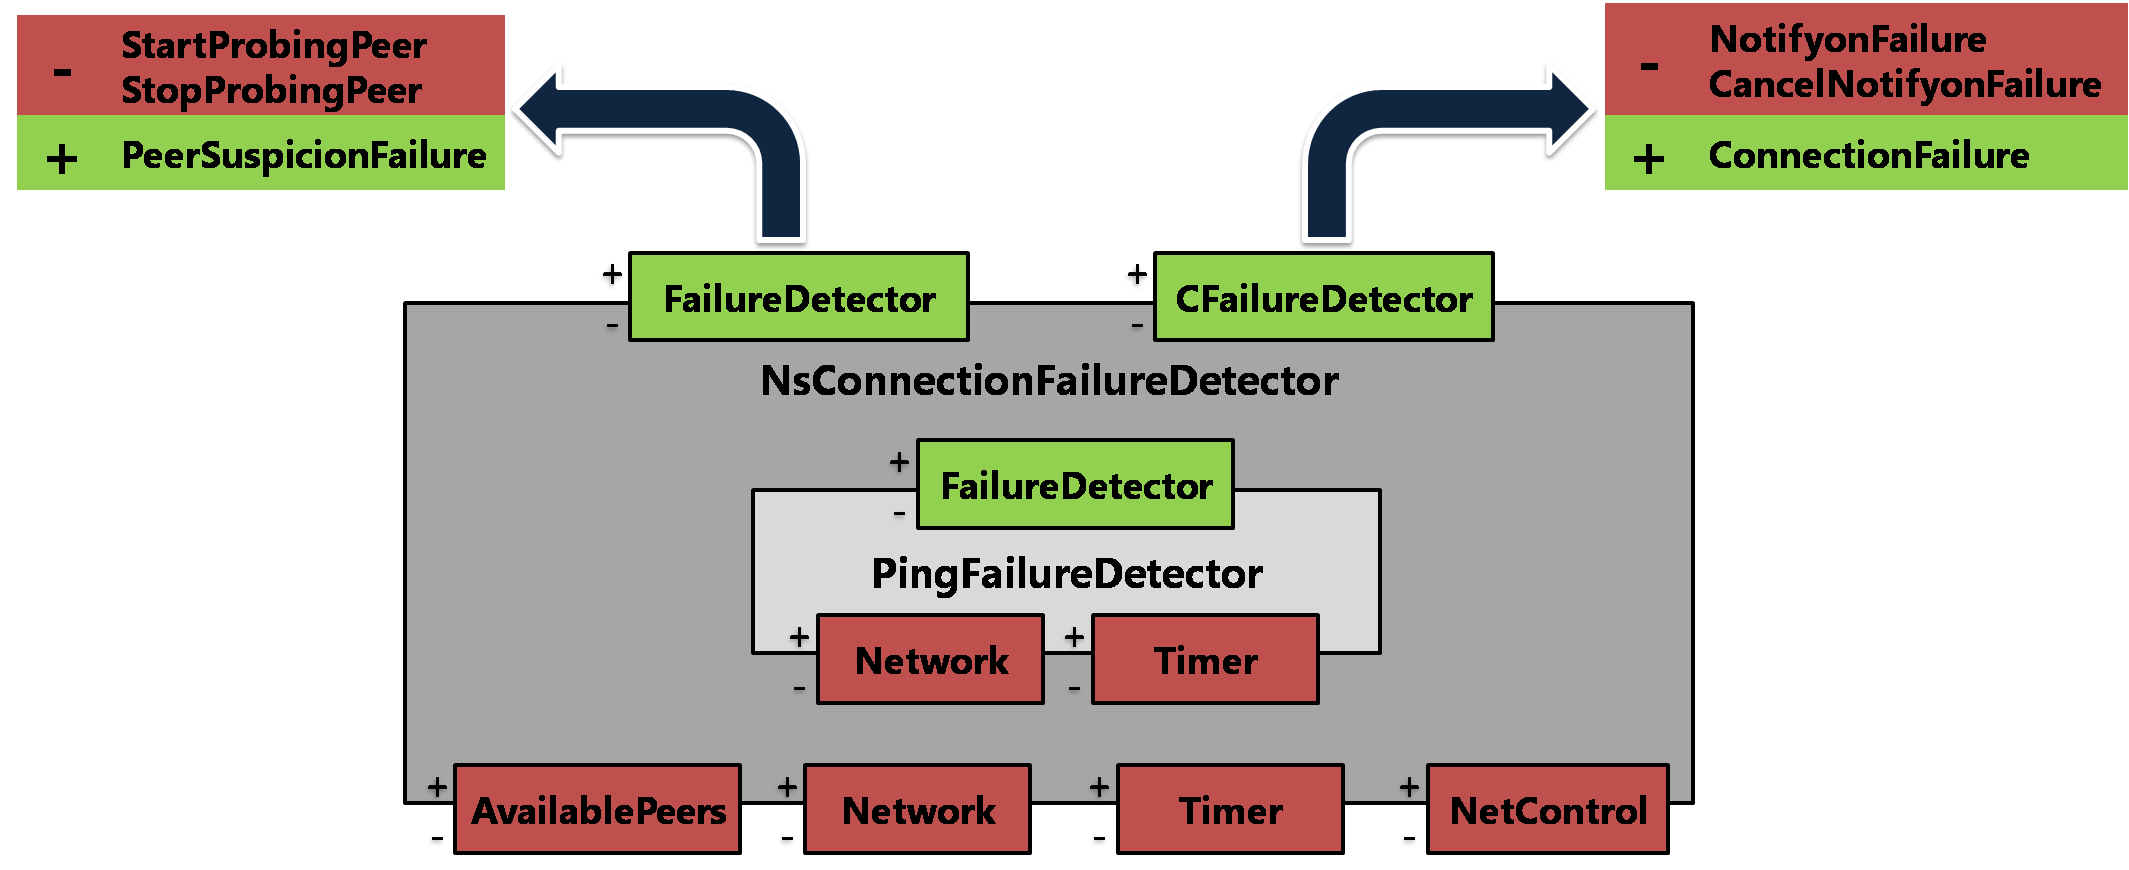 - StartProbingPeer
StopProbingPeer
+ PeerSuspicionFailure
- NotifyonFailure
CancelNotifyonFailure
+ ConnectionFailure
+
-
FailureDetector
+
-
CFailureDetector
NsConnectionFailureDetector
+
-
FailureDetector
PingFailureDetector
+
-
Network
+
-
Timer
+
-
AvailablePeers
+
-
Network
+
-
Timer
+
-
NetControl